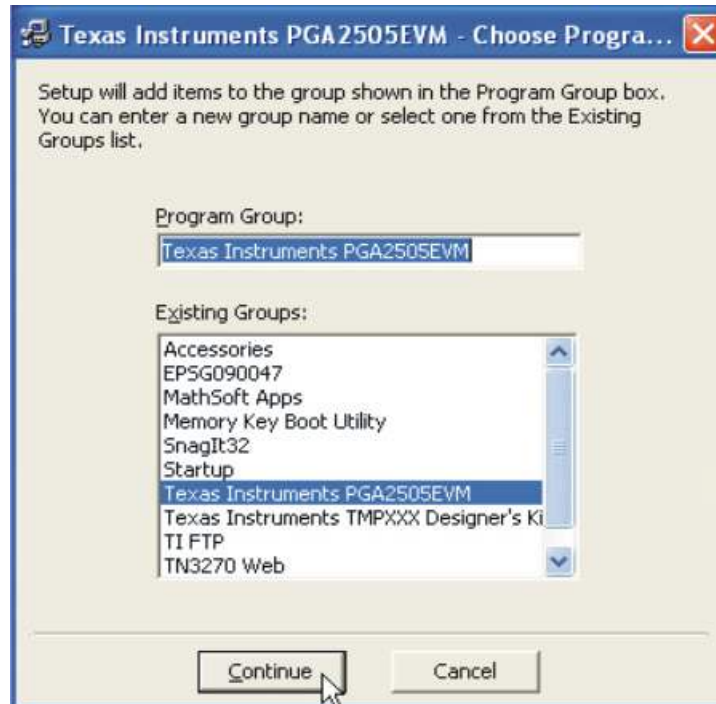 Texas Instruments PGA2505EVM - Choose Progra...
Setup will add items to the group shown in the Program Group box.
You can enter a new group name or select one from the Existing
Groups list.
Program Group:
Texas Instruments PGA2505EVM
Existing Groups:
Accessories
EPSG090047
MathSoft Apps
Memory Key Boot Utility
SnagIt32
Startup
Texas Instruments PGA2505EVM
Texas Instruments TMPXXX Designer's Ki
TI FTP
TN3270 Web
Continue
Cancel